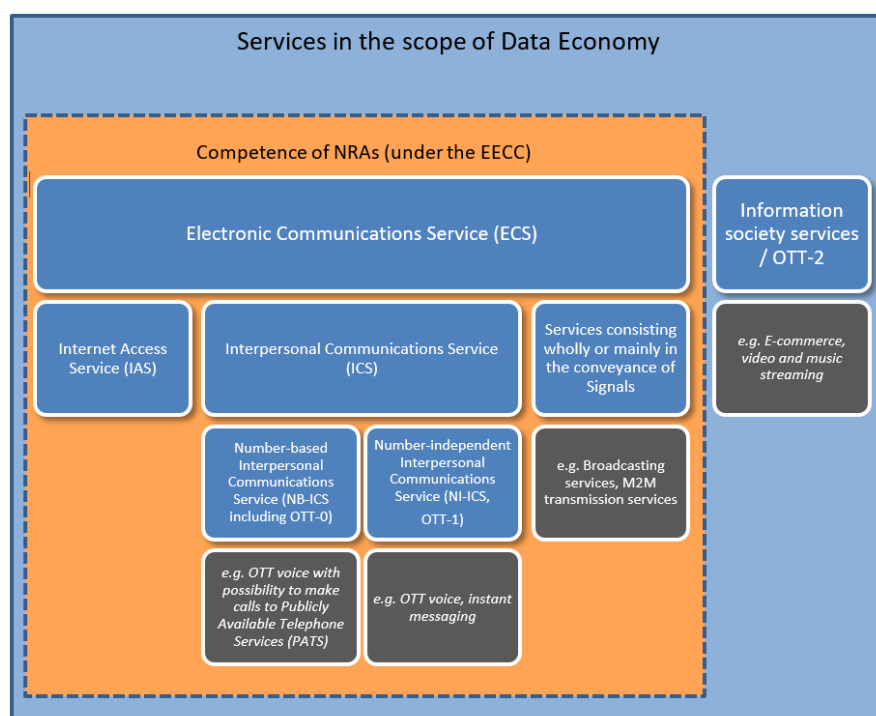 Services in the scope of Data Economy
Competence of NRAs (under the EECC)
Electronic Communications Service (ECS)
Information
society services
/ OTT-2
Internet Access
Service (IAS)
Interpersonal Communications Service
(ICS)
Services consisting
wholly or mainly in
the conveyance of
Signals
e.g. E-commerce,
video and music
streaming
Number-based
Interpersonal
Communications
Service (NB-ICS
including OTT-0)
Number-independent
Interpersonal
Communications
Service (NI-ICS,
OTT-1)
e.g. Broadcasting
services, M2M
transmission services
e.g. OTT voice with
possibility to make
calls to Publicly
Available Telephone
Services (PATS)
e.g. OTT voice, instant
messaging